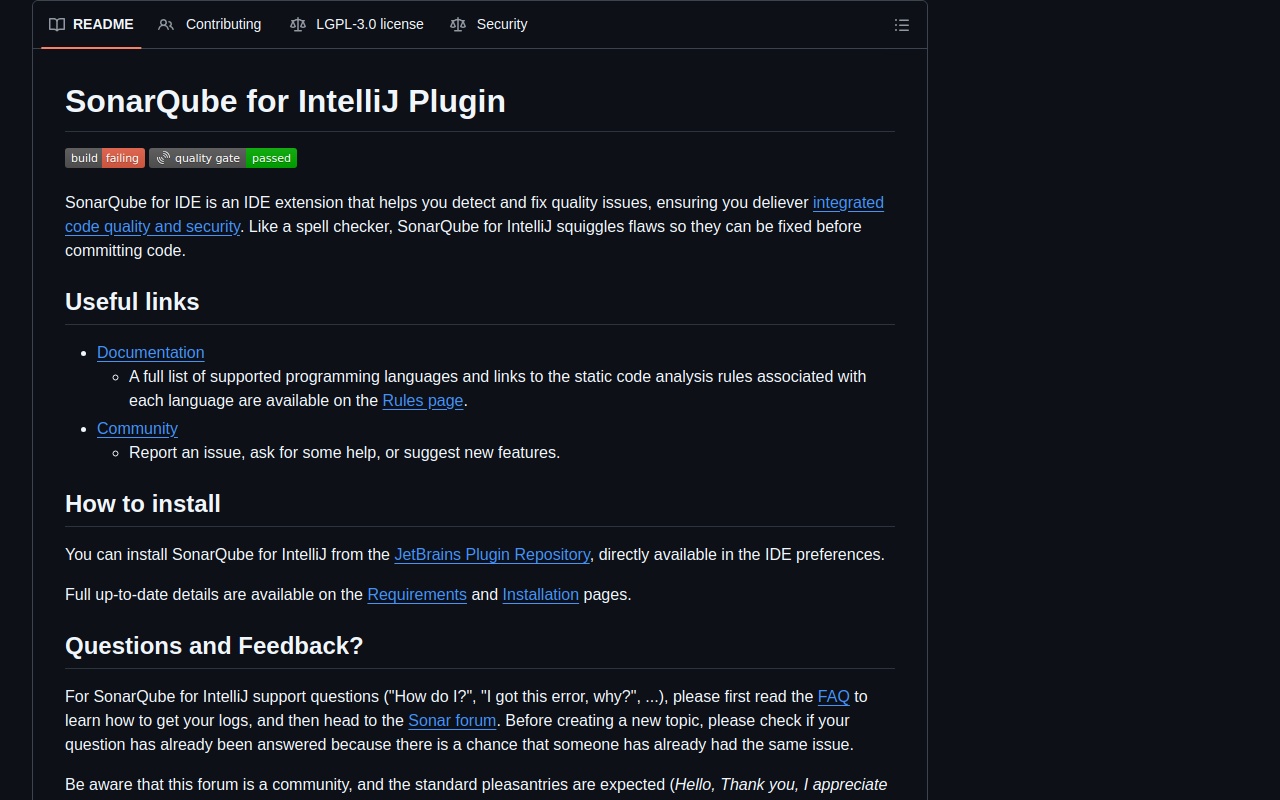 README Contributing LGPL-3.0 license Security
SonarQube for IntelliJ Plugin
build failing quality gate passed
SonarQube for IDE is an IDE extension that helps you detect and fix quality issues, ensuring you deliever integrated
code quality and security. Like a spell checker, SonarQube for IntelliJ squiggles flaws so they can be fixed before
committing code.
Useful links
Documentation
A full list of supported programming languages and links to the static code analysis rules associated with
each language are available on the Rules page.
Community
Report an issue, ask for some help, or suggest new features.
How to install
You can install SonarQube for IntelliJ from the JetBrains Plugin Repository, directly available in the IDE preferences.
Full up-to-date details are available on the Requirements and Installation pages.
Questions and Feedback?
For SonarQube for IntelliJ support questions ("How do I?", "I got this error, why?", ...), please first read the FAQ to
learn how to get your logs, and then head to the Sonar forum. Before creating a new topic, please check if your
question has already been answered because there is a chance that someone has already had the same issue.
Be aware that this forum is a community, and the standard pleasantries are expected (Hello, Thank you, I appreciate